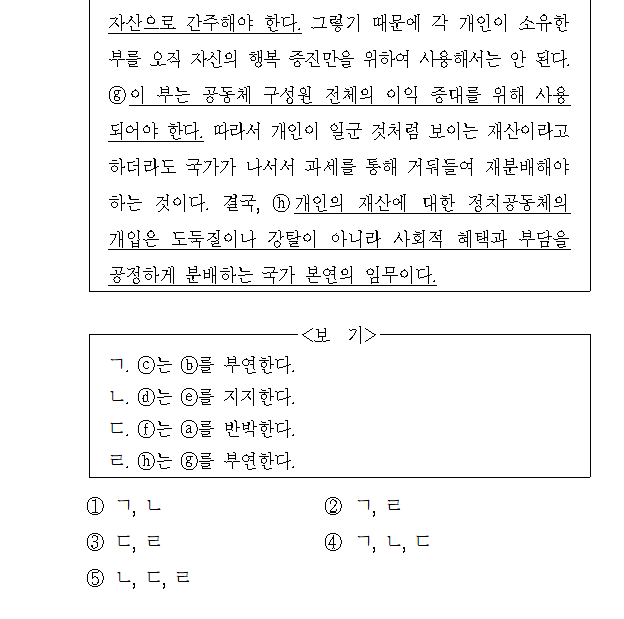 자산으로 간주해야 한다. 그렇기 때문에 각 개인이 소유한
부를 오직 자신의 행복 증진만을 위하여 사용해서는 안 된다.
ⓖ이 부는 공동체 구성원 전체의 이익 증대를 위해 사용
되어야 한다. 따라서 개인이 일군 것처럼 보이는 재산이라고
하더라도 국가가 나서서 과세를 통해 거둬들여 재분배해야
하는 것이다. 결국, ⓗ개인의 재산에 대한 정치공동체의
개입은 도둑질이나 강탈이 아니라 사회적 혜택과 부담을
공정하게 분배하는 국가 본연의 임무이다.
<보 기>
ㄱ. ⓒ는 ⓑ를 부연한다.
ㄴ. ⓓ는 ⓔ를 지지한다.
ㄷ. ⓕ는 ⓐ를 반박한다.
ㄹ. ⓗ는 ⓖ를 부연한다.
① ㄱ, ㄴ ② ㄱ, ㄹ
③ ㄷ, ㄹ ④ ㄱ, ㄴ, ㄷ
⑤ ㄴ, ㄷ, ㄹ